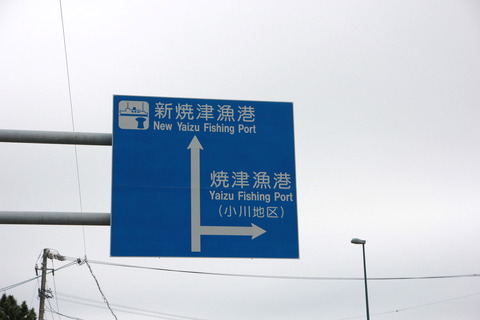 新焼津漁港
New Yaizu Fishing Port
焼津漁港
Yaizu Fishing Port
（小川地区）